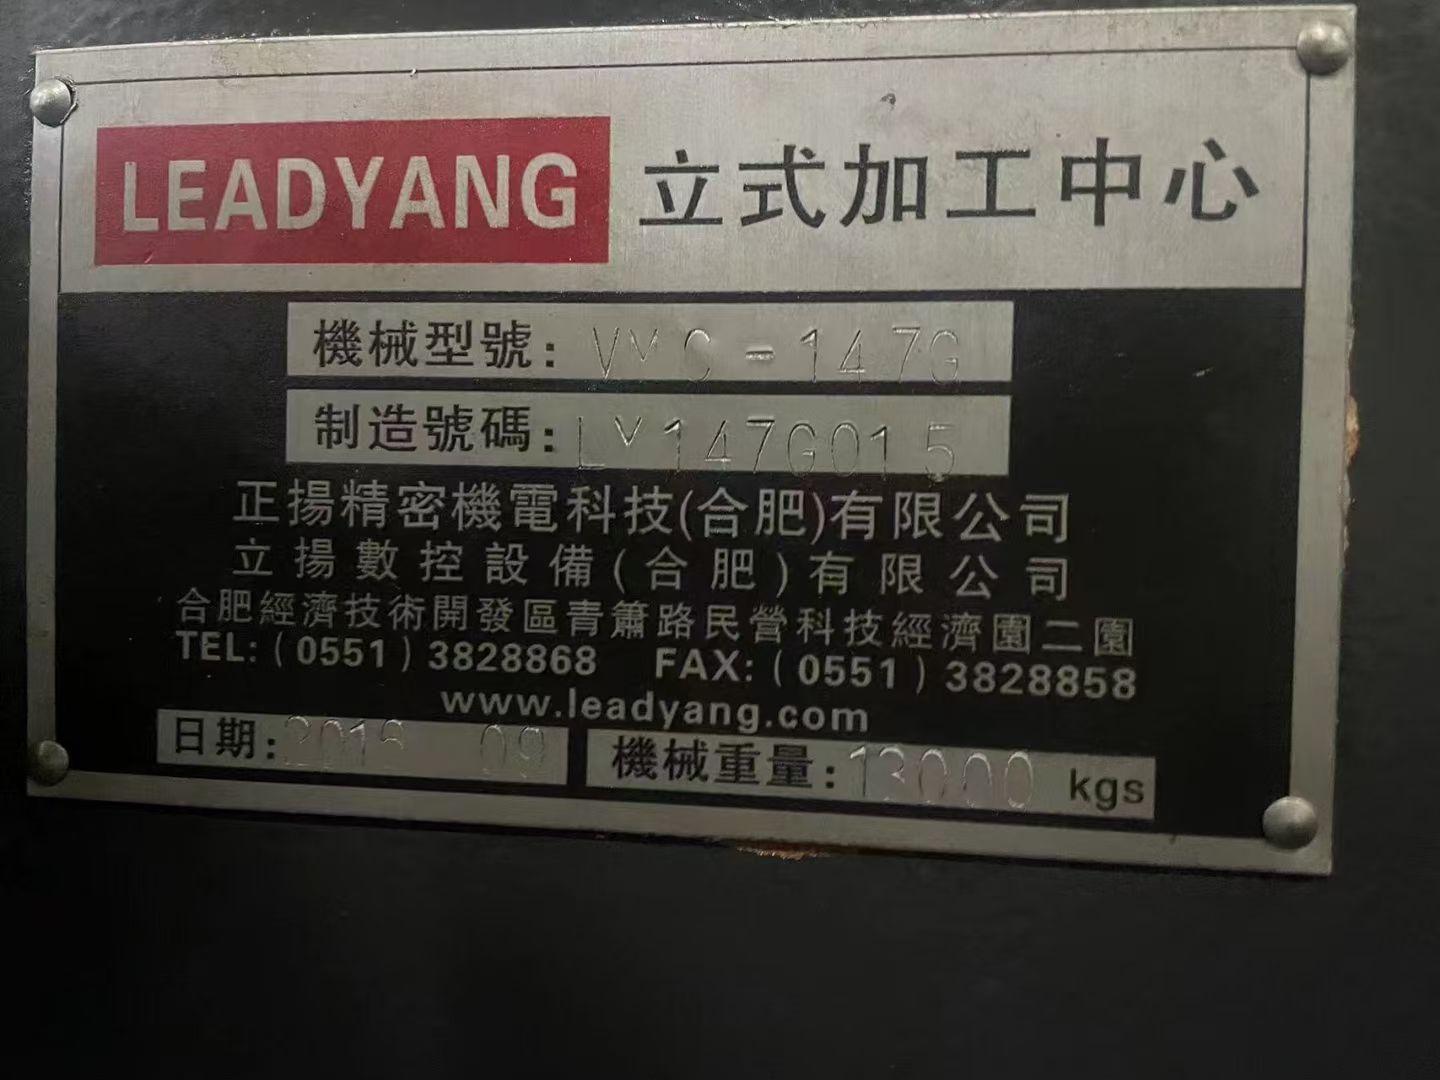 LEADYANG 立式加工中心
機械型號: VMC-147G
制造號碼: LY147G015
正揚精密機電科技(合肥)有限公司
立揚數控設備(合肥)有限公司
合肥經濟技術開發區青簫路民營科技經濟園二園
TEL:(0551)3828868 FAX:(0551)3828858
www.leadyang.com
日期: 09 機械重量:13000 kgs